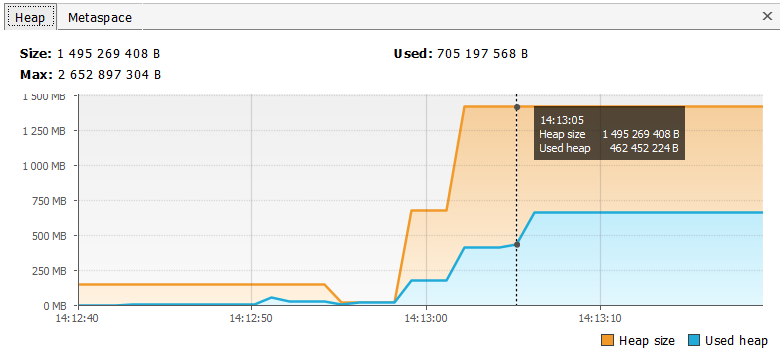 Heap Metaspace
Size: 1 495 269 408 B Used: 705 197 568 B
Max: 2 652 897 304 B
1 500 MB
1 250 MB
1 000 MB
750 MB
500 MB
250 MB
0 MB
14:13:05
Heap size 1 495 269 408 B
Used heap 462 452 224 B
14:12:40 14:12:50 14:13:00 14:13:10
Heap size Used heap